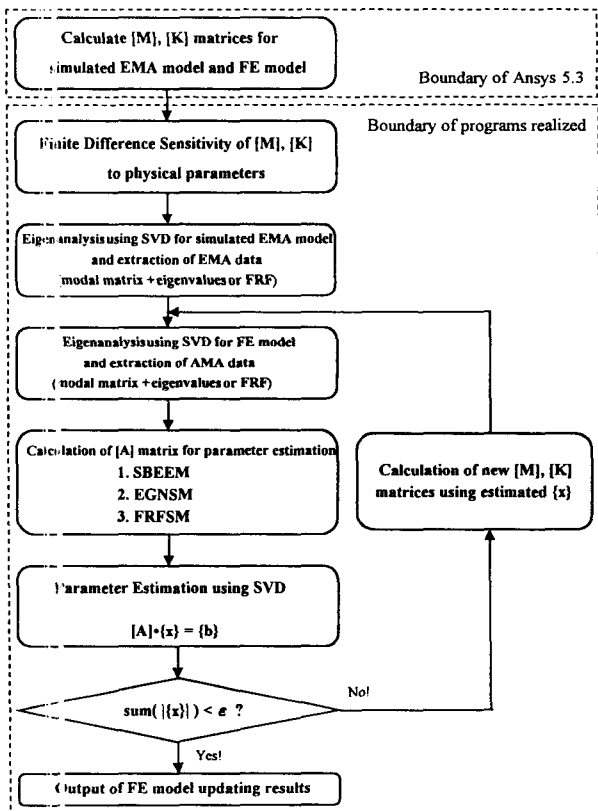 Calculate [M], [K] matrices for
simulated EMA model and FE model
Boundary of Ansys 5.3
Boundary of programs realized
Finite Difference Sensitivity of [M], [K]
to physical parameters
Eigenanalysis using SVD for simulated EMA model
and extraction of EMA data
(modal matrix +eigenvalues or FRF)
Eigenanalysis using SVD for FE model
and extraction of AMA data
(modal matrix +eigenvalues or FRF)
Calculation of [A] matrix for parameter estimation
1. SBEEM
2. EGNSM
3. FRFSM
Calculation of new [M], [K]
matrices using estimated {x}
Parameter Estimation using SVD
[A]•{x} = {b}
No!
sum( |{x}| ) < ε ?
Yes!
Output of FE model updating results